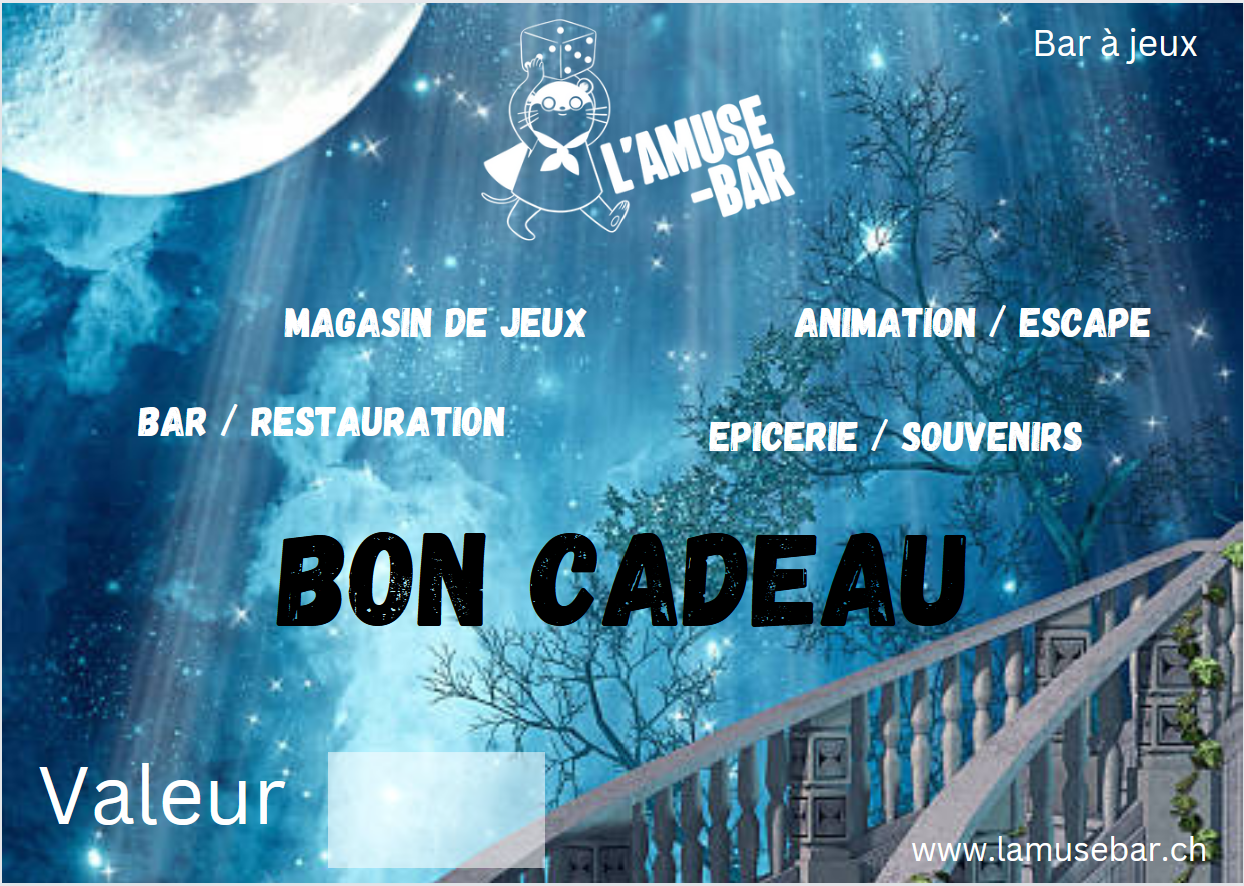 Bar à jeux
L'AMUSE
-BAR
MAGASIN DE JEUX
ANIMATION / ESCAPE
BAR / RESTAURATION
EPICERIE / SOUVENIRS
BON CADEAU
Valeur
www.lamusebar.ch